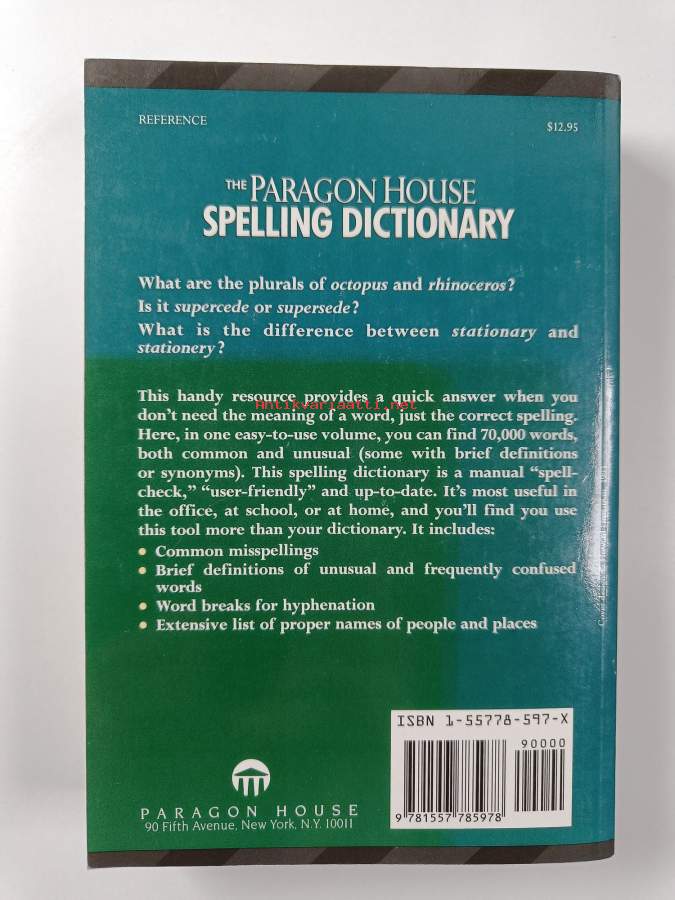 REFERENCE
$12.95
THE PARAGON HOUSE
SPELLING DICTIONARY
What are the plurals of octopus and rhinoceros?
Is it supercede or supersede?
What is the difference between stationary and
stationery?
This handy resource provides a quick answer when you
don't need the meaning of a word, just the correct spelling.
Here, in one easy-to-use volume, you can find 70,000 words,
both common and unusual (some with brief definitions
or synonyms). This spelling dictionary is a manual “spell-
check,” “user-friendly” and up-to-date. It's most useful in
the office, at school, or at home, and you'll find you use
this tool more than your dictionary. It includes:
• Common misspellings
• Brief definitions of unusual and frequently confused
words
• Word breaks for hyphenation
• Extensive list of proper names of people and places
Antikvariaatti.net
ISBN 1-55778-597-X
90000
9 781557 785978
PARAGON HOUSE
90 Fifth Avenue, New York, N.Y. 10011